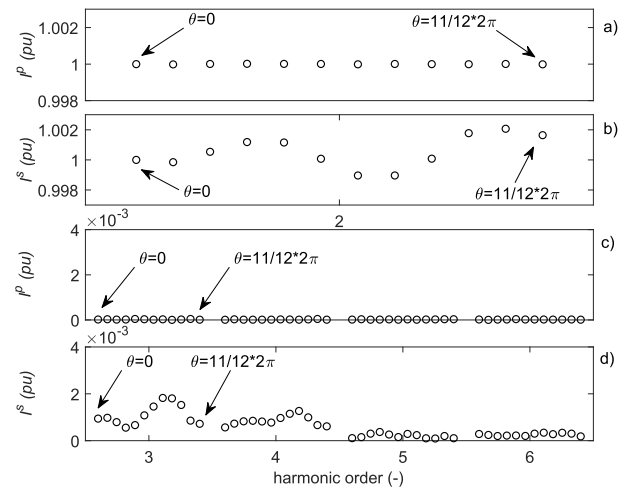 1.002
θ=0
θ=11/12*2π
a)
I^p (pu)
1
0.998
1.002
b)
I^s (pu)
1
0.998
θ=0
θ=11/12*2π
2
×10^-3
4
c)
θ=0
θ=11/12*2π
I^p (pu)
2
0
×10^-3
4
d)
θ=0
θ=11/12*2π
I^s (pu)
2
0
3 4 5 6
harmonic order (-)